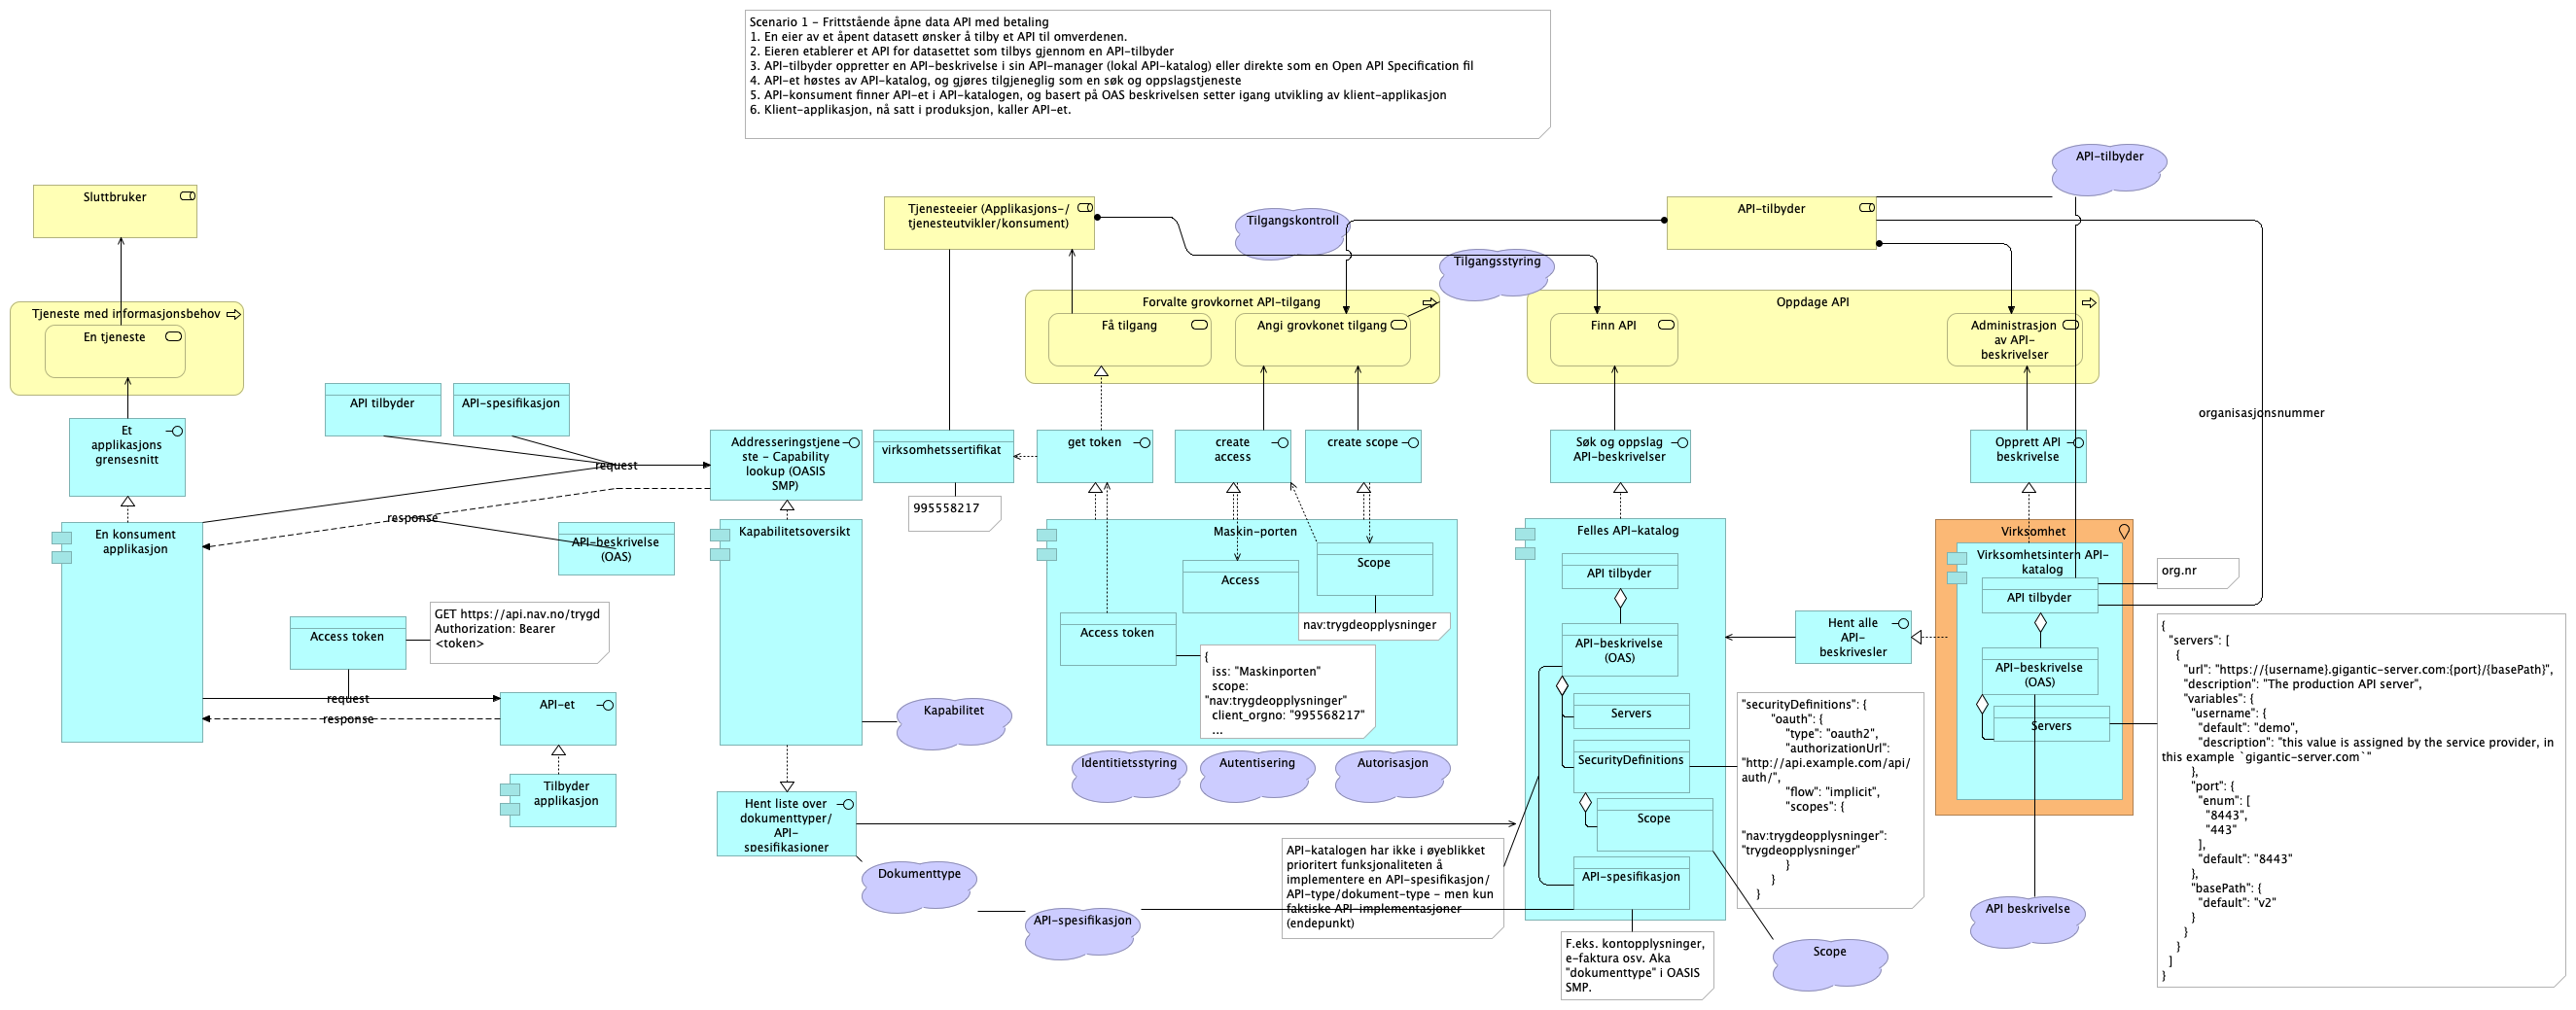 Scenario 1 - Frittstående åpne data API med betaling
1. En eier av et åpent datasett ønsker å tilby et API til omverdenen.
2. Eieren etablerer et API for datasettet som tilbys gjennom en API-tilbyder
3. API-tilbyder oppretter en API-beskrivelse i sin API-manager (lokal API-katalog) eller direkte som en Open API Specification fil
4. API-et høstes av API-katalog, og gjøres tilgjeneglig som en søk og oppslagstjeneste
5. API-konsument finner API-et i API-katalogen, og basert på OAS beskrivelsen setter igang utvikling av klient-applikasjon
6. Klient-applikasjon, nå satt i produksjon, kaller API-et.
API-tilbyder
Sluttbruker
Tjenesteeier (Applikasjons-/
tjenesteutvikler/konsument)
Tilgangskontroll
API-tilbyder
Tilgangsstyring
Tjeneste med informasjonsbehov
En tjeneste
Forvalte grovkornet API-tilgang
Få tilgang
Angi grovkonet tilgang
Oppdage API
Finn API
Administrasjon
av API-
beskrivelser
organisasjonsnummer
API tilbyder
API-spesifikasjon
Et
applikasjons
grensesnitt
request
response
Addresseringstjene
ste - Capability
lookup (OASIS
SMP)
virksomhetssertifikat
995558217
get token
create
access
create scope
Søk og oppslag
API-beskrivelser
Opprett API
beskrivelse
En konsument
applikasjon
API-beskrivelse
(OAS)
Kapabilitetsoversikt
Maskin-porten
Access
Scope
nav:trygdeopplysninger
Access token
{
iss: "Maskinporten"
scope:
"nav:trygdeopplysninger"
client_orgno: "995568217"
...
Felles API-katalog
API tilbyder
API-beskrivelse
(OAS)
Servers
SecurityDefinitions
Scope
API-spesifikasjon
Hent alle
API-
beskrivesler
Virksomhet
Virksomhetsintern API-
katalog
API tilbyder
API-beskrivelse
(OAS)
Servers
org.nr
Access token
GET https://api.nav.no/trygd
Authorization: Bearer
<token>
request
response
API-et
Tilbyder
applikasjon
Kapabilitet
Identitietsstyring
Autentisering
Autorisasjon
Hent liste over
dokumenttyper/
API-
spesifikasjoner
Dokumenttype
API-spesifikasjon
API-katalogen har ikke i øyeblikket
prioritert funksjonaliteten å
implementere en API-spesifikasjon/
API-type/dokument-type - men kun
faktiske API-implementasjoner
(endepunkt)
F.eks. kontopplysninger,
e-faktura osv. Aka
"dokumenttype" i OASIS
SMP.
"securityDefinitions": {
"oauth": {
"type": "oauth2",
"authorizationUrl":
"http://api.example.com/api/
auth/",
"flow": "implicit",
"scopes": {
"nav:trygdeopplysninger":
"trygdeopplysninger"
}
}
}
Scope
API beskrivelse
{
"servers": [
{
"url": "https://{username}.gigantic-server.com:{port}/{basePath}",
"description": "The production API server",
"variables": {
"username": {
"default": "demo",
"description": "this value is assigned by the service provider, in
this example `gigantic-server.com`"
},
"port": {
"enum": [
"8443",
"443"
],
"default": "8443"
},
"basePath": {
"default": "v2"
}
}
}
]
}